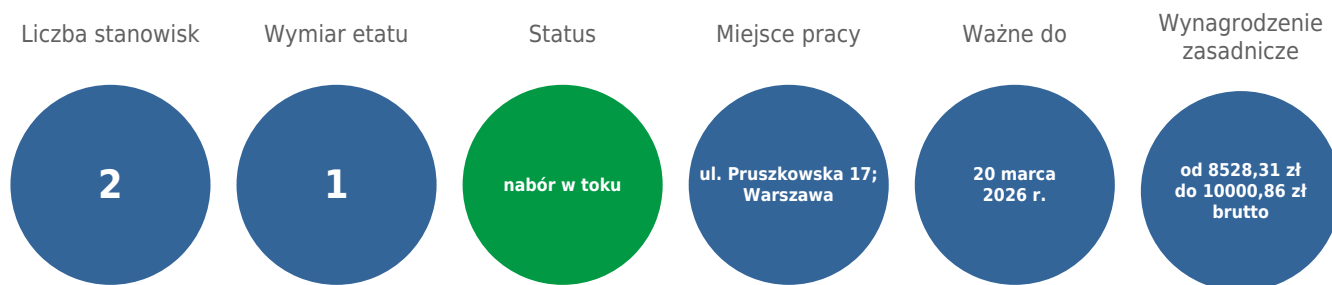 Liczba stanowisk
2
Wymiar etatu
1
Status
nabór w toku
Miejsce pracy
ul. Pruszkowska 17;
Warszawa
Ważne do
20 marca
2026 r.
Wynagrodzenie
zasadnicze
od 8528,31 zł
do 10000,86 zł
brutto